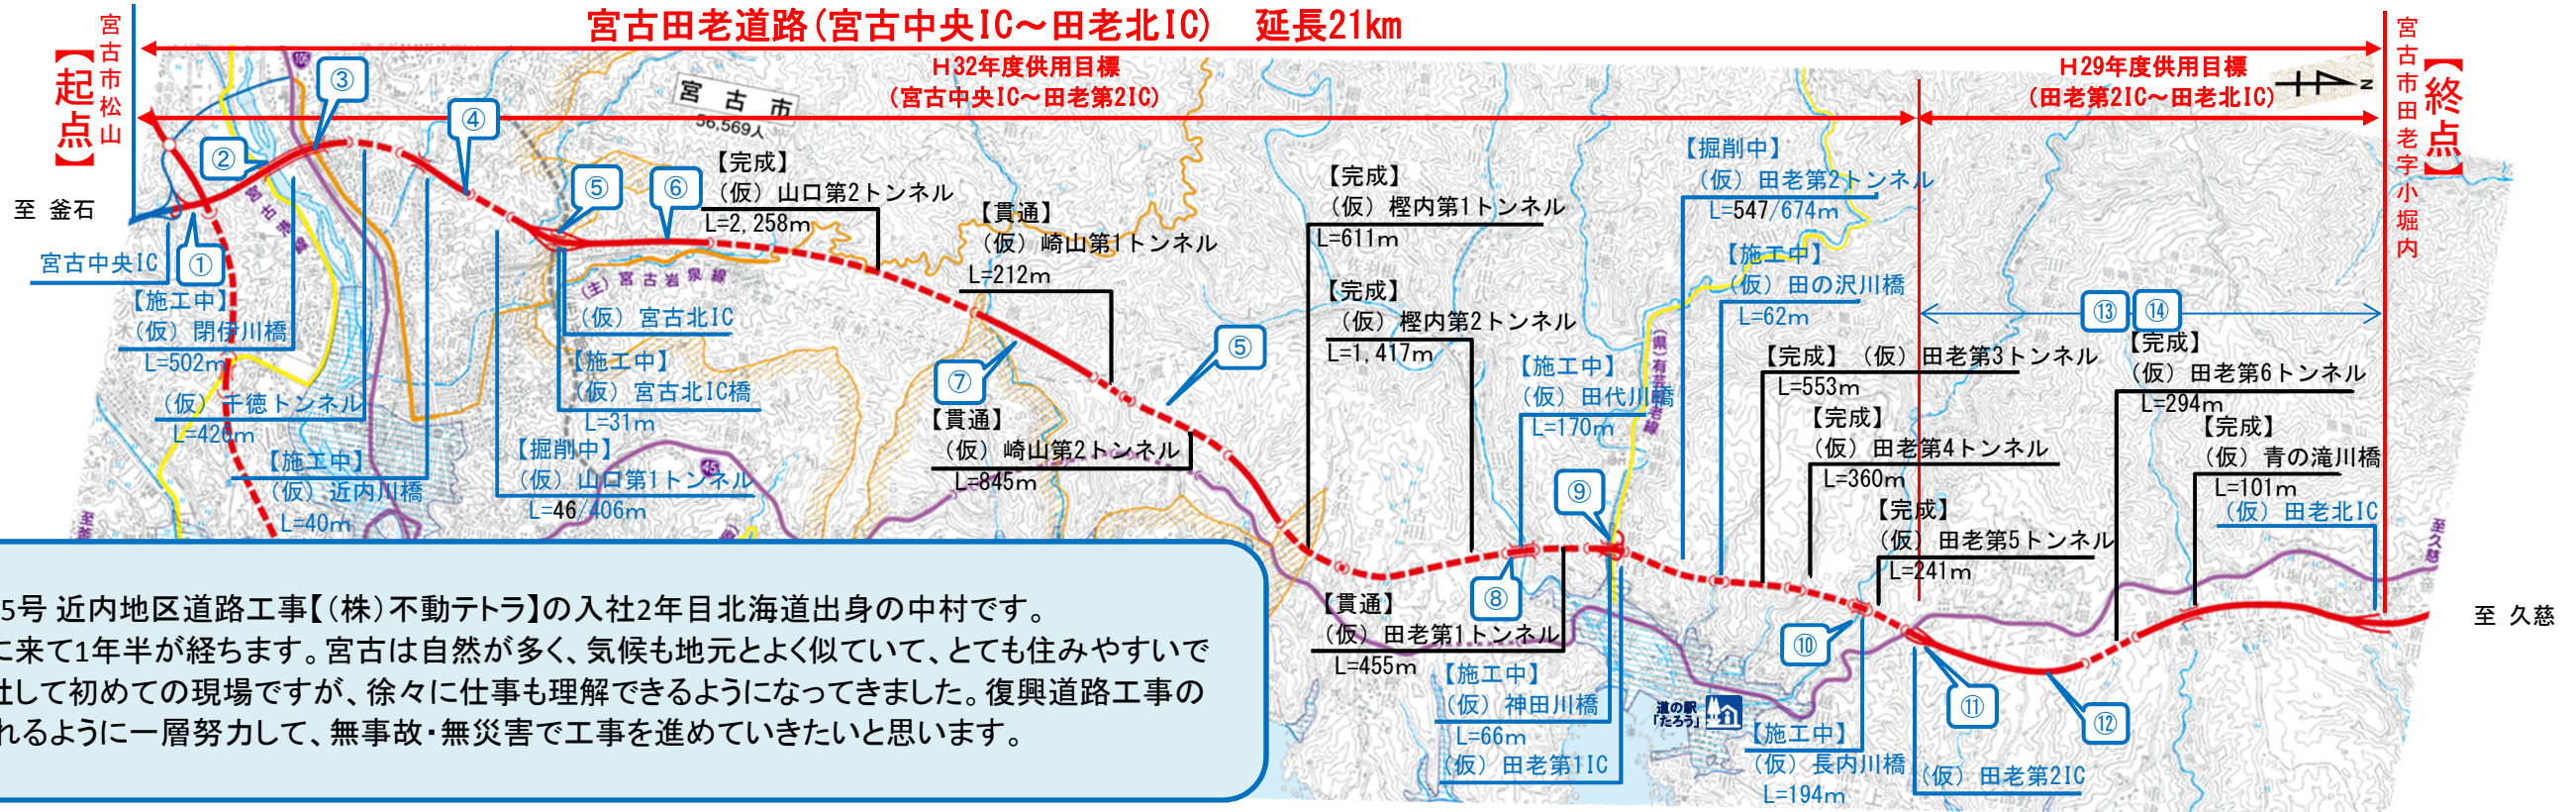 宮古田老道路(宮古中央IC～田老北IC)　延長21km
【起点】
宮古市松山
H32年度供用目標
(宮古中央IC～田老第2IC)
H29年度供用目標
(田老第2IC～田老北IC)
N
【終点】
宮古市田老字小堀内
至 釜石
宮古中央IC
①
②
③
④
⑤
⑥
106
宮古市
56,569人
【施工中】
(仮) 閉伊川橋
L=502m
(仮) 千徳トンネル
L=426m
【施工中】
(仮) 近内川橋
L=40m
【掘削中】
(仮) 山口第1トンネル
L=46/406m
(主) 宮古岩泉線
(仮) 宮古北IC
【施工中】
(仮) 宮古北IC橋
L=31m
【完成】
(仮) 山口第2トンネル
L=2,258m
【貫通】
(仮) 崎山第1トンネル
L=212m
⑦
⑤
【貫通】
(仮) 崎山第2トンネル
L=845m
45
【完成】
(仮) 樫内第1トンネル
L=611m
【完成】
(仮) 樫内第2トンネル
L=1,417m
【施工中】
(仮) 田代川橋
L=170m
⑧
⑨
【貫通】
(仮) 田老第1トンネル
L=455m
【施工中】
(仮) 神田川橋
L=66m
(仮) 田老第1IC
【掘削中】
(仮) 田老第2トンネル
L=547/674m
【施工中】
(仮) 田の沢川橋
L=62m
【完成】(仮) 田老第3トンネル
L=553m
【完成】
(仮) 田老第4トンネル
L=360m
【完成】
(仮) 田老第5トンネル
L=241m
⑩
⑪
⑫
⑬
⑭
道の駅
「たろう」
【施工中】
(仮) 長内川橋
L=194m
(仮) 田老第2IC
【完成】
(仮) 田老第6トンネル
L=294m
【完成】
(仮) 青の滝川橋
L=101m
(仮) 田老北IC
小堀内
至久慈
至 久慈
5号 近内地区道路工事【(株)不動テトラ】の入社2年目北海道出身の中村です。
に来て1年半が経ちます。宮古は自然が多く、気候も地元とよく似ていて、とても住みやすいで
社して初めての現場ですが、徐々に仕事も理解できるようになってきました。復興道路工事の
れるように一層努力して、無事故・無災害で工事を進めていきたいと思います。